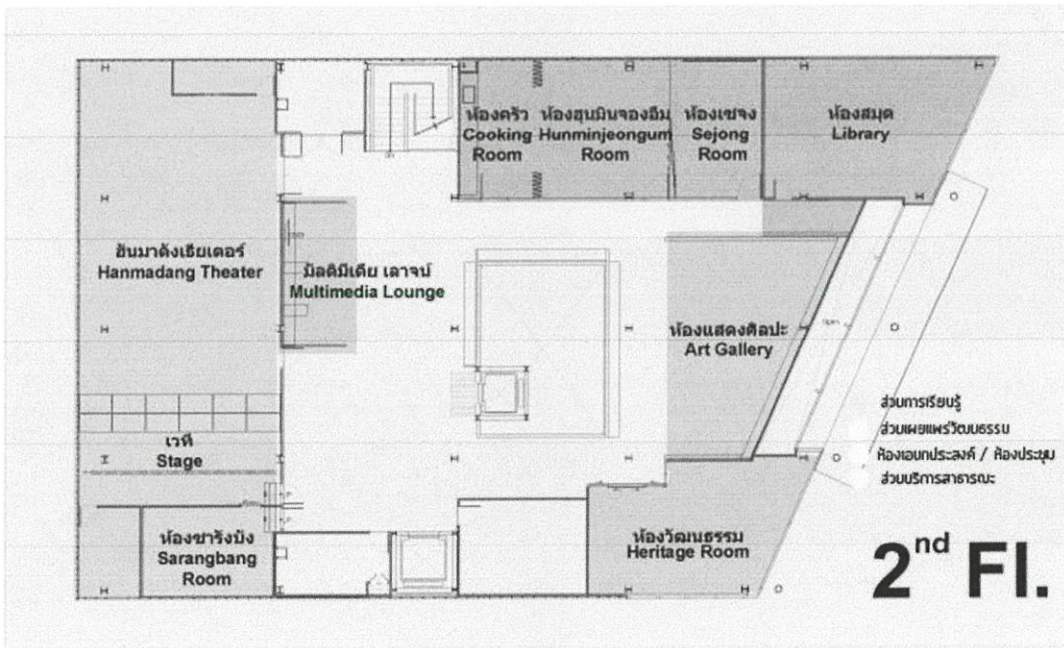 ห้องครัว
Cooking
Room
ห้องฮุนมินจองอึม
Hunminjeongum
Room
ห้องเซจง
Sejong
Room
ห้องสมุด
Library
ฮันมาดังเธียเตอร์
Hanmadang Theater
มัลติมีเดีย เลาจน์
Multimedia Lounge
ห้องแสดงศิลปะ
Art Gallery
เวที
Stage
ห้องซารังบัง
Sarangbang
Room
ห้องวัฒนธรรม
Heritage Room
ส่วนการเรียนรู้
ส่วนเผยแพร่วัฒนธรรม
ห้องเอนกประสงค์ / ห้องประชุม
ส่วนบริการสาธารณะ
2nd Fl.